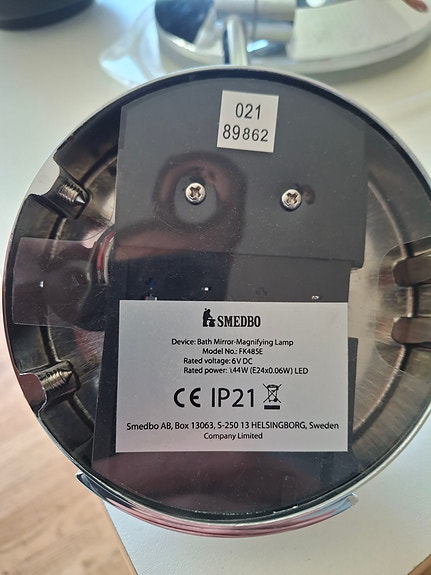 021
89862
SMEDBO
Device: Bath Mirror-Magnifying Lamp
Model No.: FK485E
Rated voltage: 6V DC
Rated power: 1.44W (E24x0.06W) LED
CE IP21
Smedbo AB, Box 13063, S-250 13 HELSINGBORG, Sweden
Company Limited